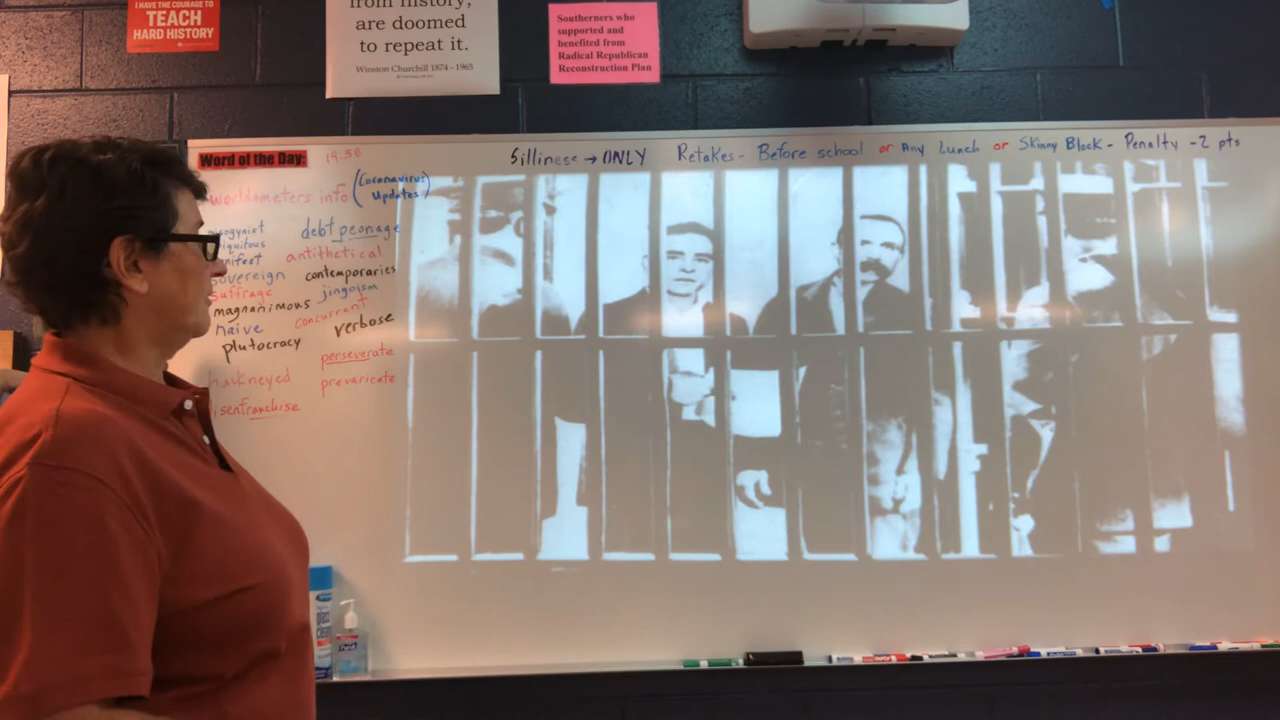 I HAVE THE COURAGE TO
TEACH
HARD HISTORY
from history,
are doomed
to repeat it.
Winston Churchill 1874 - 1965
Southerners who
supported and
benefited from
Radical Republican
Reconstruction Plan
Word of the Day:
19:38
Silliness → ONLY Retakes - Before school or Any Lunch or Skinny Block - Penalty -2 pts
worldometers info (Coronavirus
Updates)
debt peonage
antithetical
sovereign
contemporaries
suffrage
jingoism
magnanimous
naive
concurrent
verbose
plutocracy
perseverate
hackneyed
prevaricate
isenfranchise